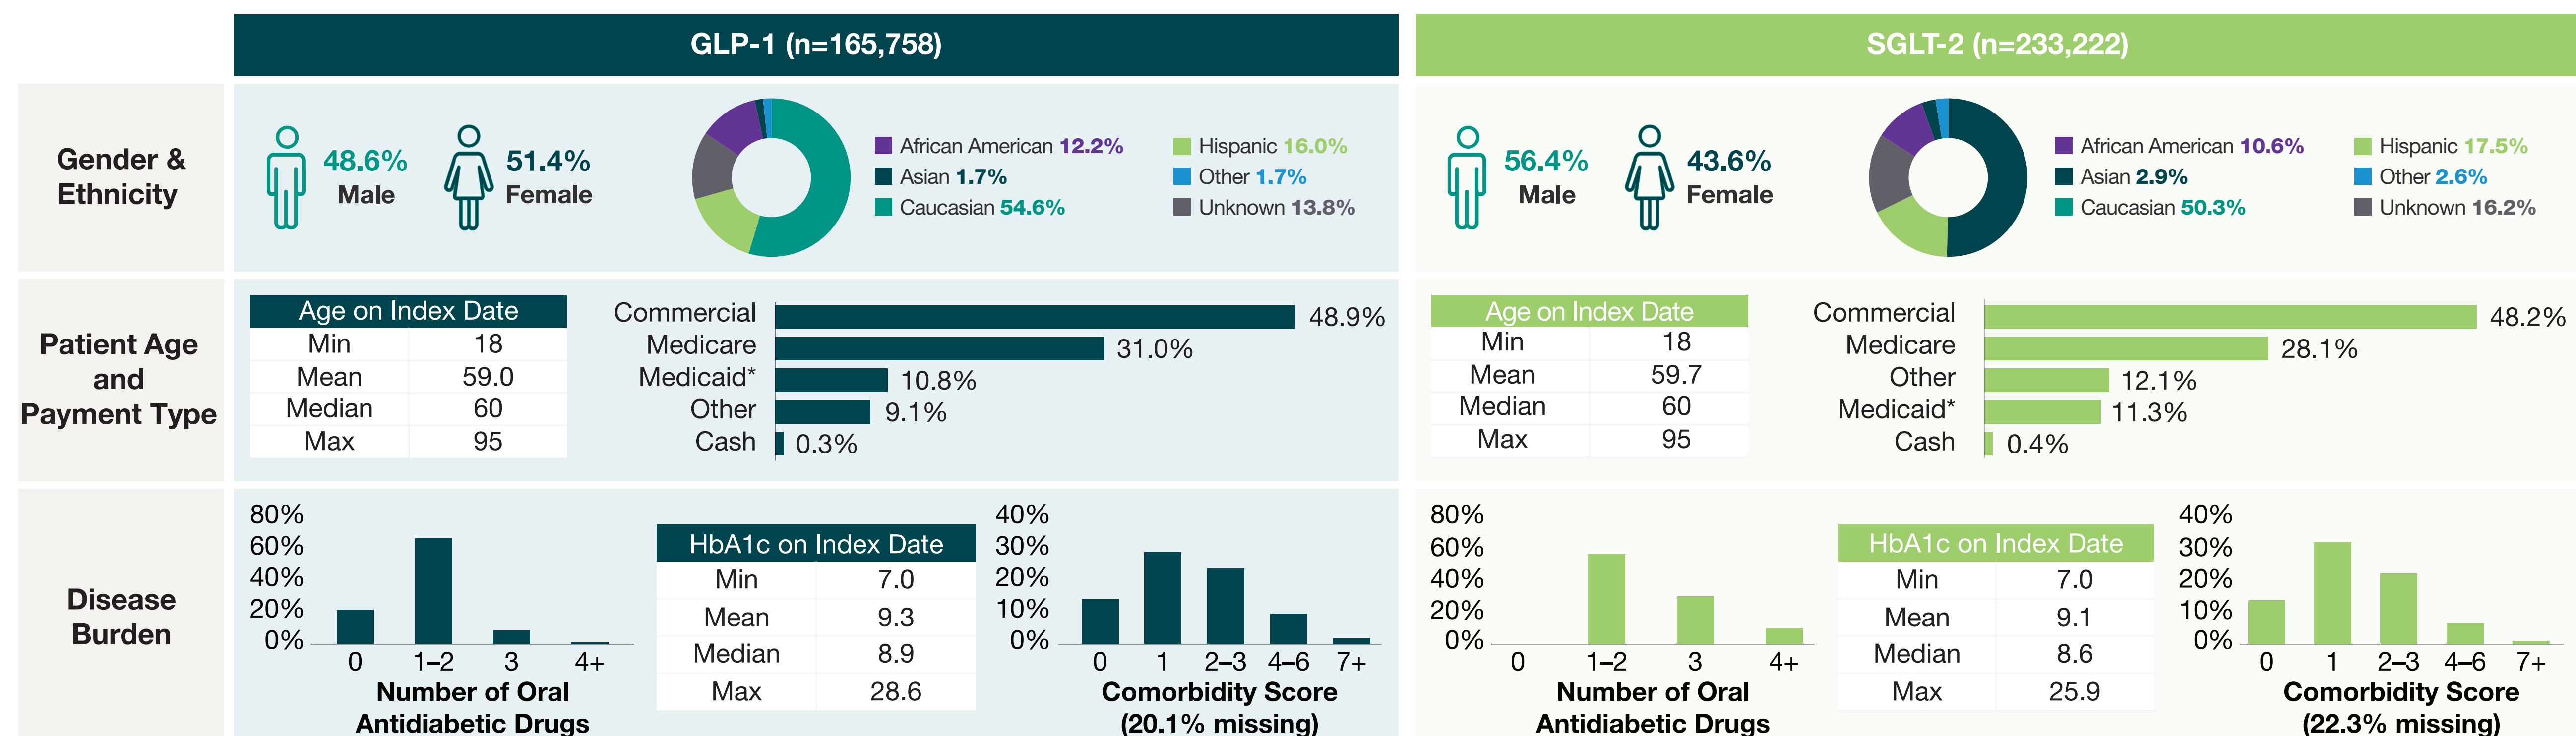 GLP-1 (n=165,758)
SGLT-2 (n=233,222)
Gender &
Ethnicity
48.6%
Male
51.4%
Female
African American 12.2%
Asian 1.7%
Caucasian 54.6%
Hispanic 16.0%
Other 1.7%
Unknown 13.8%
56.4%
Male
43.6%
Female
African American 10.6%
Asian 2.9%
Caucasian 50.3%
Hispanic 17.5%
Other 2.6%
Unknown 16.2%
Patient Age
and
Payment Type
Age on Index Date
Min 18
Mean 59.0
Median 60
Max 95
Commercial 48.9%
Medicare 31.0%
Medicaid* 10.8%
Other 9.1%
Cash 0.3%
Age on Index Date
Min 18
Mean 59.7
Median 60
Max 95
Commercial 48.2%
Medicare 28.1%
Other 12.1%
Medicaid* 11.3%
Cash 0.4%
Disease
Burden
80%
60%
40%
20%
0%
0 1–2 3 4+
Number of Oral
Antidiabetic Drugs
HbA1c on Index Date
Min 7.0
Mean 9.3
Median 8.9
Max 28.6
40%
30%
20%
10%
0%
0 1 2–3 4–6 7+
Comorbidity Score
(20.1% missing)
80%
60%
40%
20%
0%
0 1–2 3 4+
Number of Oral
Antidiabetic Drugs
HbA1c on Index Date
Min 7.0
Mean 9.1
Median 8.6
Max 25.9
40%
30%
20%
10%
0%
0 1 2–3 4–6 7+
Comorbidity Score
(22.3% missing)